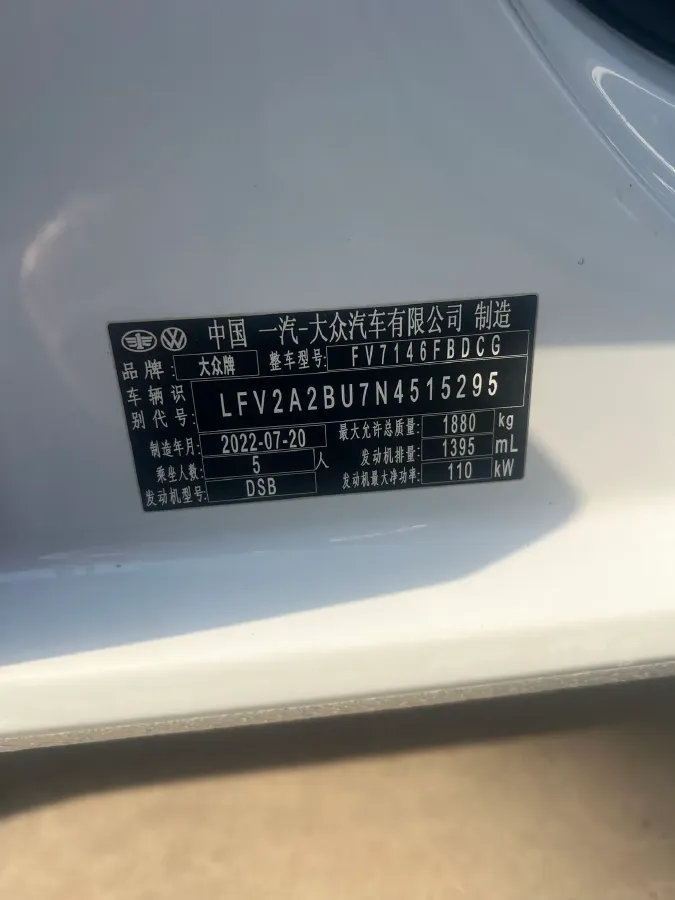 中国 一汽-大众汽车有限公司 制造
品牌: 大众牌 整车型号: FV7146FBDCG
车辆识别代号: LFV2A2BU7N4515295
制造年月: 2022-07-20 最大允许总质量: 1880 kg
乘坐人数: 5 人 发动机排量: 1395 mL
发动机型号: DSB 发动机最大净功率: 110 kW